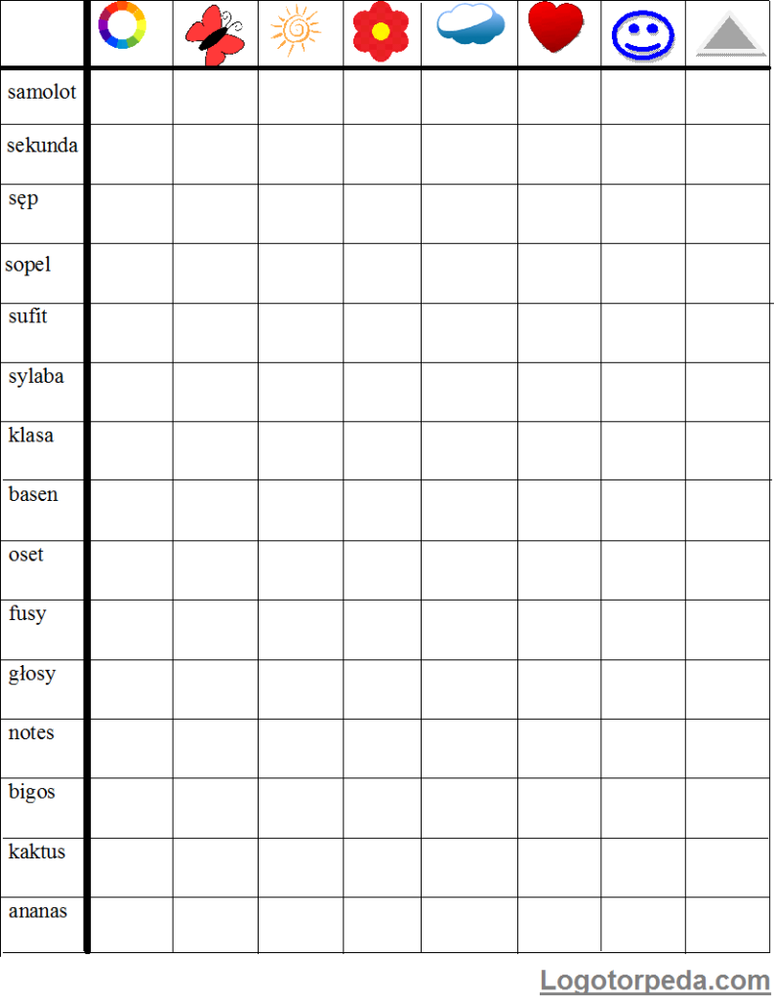 samolot
sekunda
sęp
sopel
sufit
sylaba
klasa
basen
oset
fusy
głosy
notes
bigos
kaktus
ananas
Logotorpeda.com